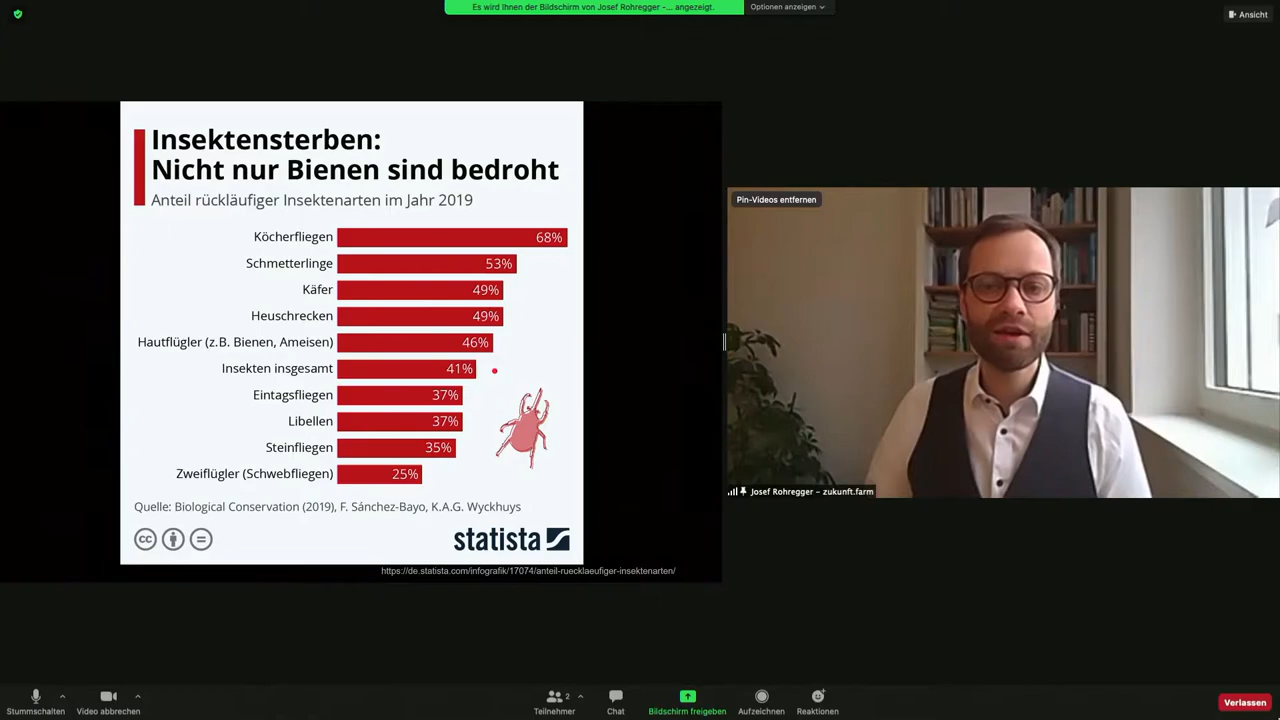 Es wird Ihnen der Bildschirm von Josef Rohregger -... angezeigt.
Optionen anzeigen
Ansicht
Insektensterben:
Nicht nur Bienen sind bedroht
Anteil rückläufiger Insektenarten im Jahr 2019
Köcherfliegen 68%
Schmetterlinge 53%
Käfer 49%
Heuschrecken 49%
Hautflügler (z.B. Bienen, Ameisen) 46%
Insekten insgesamt 41%
Eintagsfliegen 37%
Libellen 37%
Steinfliegen 35%
Zweiflügler (Schwebfliegen) 25%
Quelle: Biological Conservation (2019), F. Sánchez-Bayo, K.A.G. Wyckhuys
cc
statista
https://de.statista.com/infografik/17074/anteil-ruecklaeufiger-insektenarten/
Pin-Videos entfernen
Josef Rohregger – zukunft.farm
Stummschalten
Video abbrechen
2
Teilnehmer
Chat
Bildschirm freigeben
Aufzeichnen
Reaktionen
Verlassen